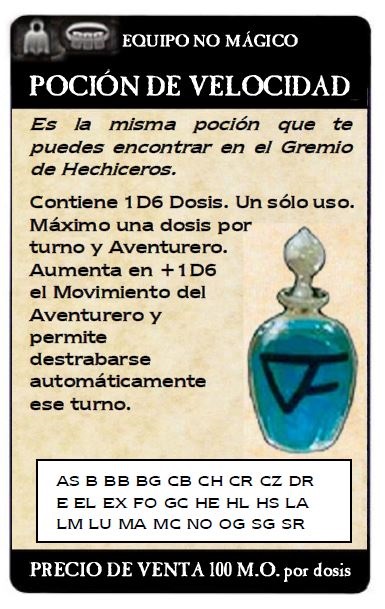 EQUIPO NO MÁGICO
POCIÓN DE VELOCIDAD
Es la misma poción que te
puedes encontrar en el Gremio
de Hechiceros.
Contiene 1D6 Dosis. Un sólo uso.
Máximo una dosis por
turno y Aventurero.
Aumenta en +1D6
el Movimiento del
Aventurero y
permite
destrabarse
automáticamente
ese turno.
AS B BB BG CB CH CR CZ DR
E EL EX FO GC HE HL HS LA
LM LU MA MC NO OG SG SR
PRECIO DE VENTA 100 M.O. por dosis